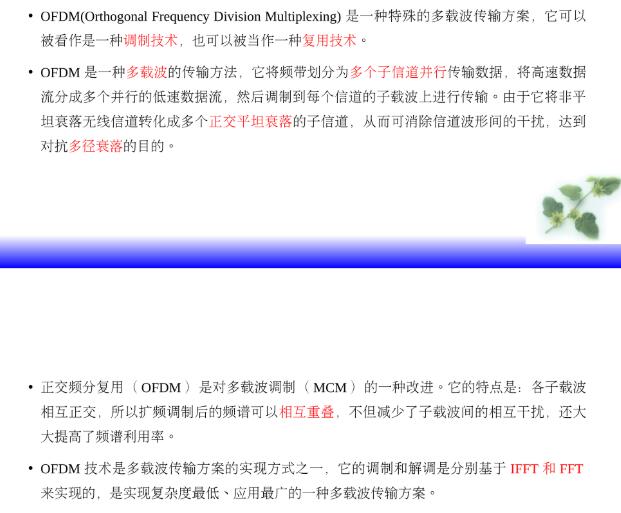 • OFDM(Orthogonal Frequency Division Multiplexing) 是一种特殊的多载波传输方案，它可以
被看作是一种调制技术，也可以被当作一种复用技术。
• OFDM 是一种多载波的传输方法，它将频带划分为多个子信道并行传输数据，将高速数据
流分成多个并行的低速数据流，然后调制到每个信道的子载波上进行传输。由于它将非平
坦衰落无线信道转化成多个正交平坦衰落的子信道，从而可消除信道波形间的干扰，达到
对抗多径衰落的目的。
• 正交频分复用（ OFDM ）是对多载波调制（ MCM ）的一种改进。它的特点是：各子载波
相互正交，所以扩频调制后的频谱可以相互重叠，不但减少了子载波间的相互干扰，还大
大提高了频谱利用率。
• OFDM 技术是多载波传输方案的实现方式之一，它的调制和解调是分别基于 IFFT 和 FFT
来实现的，是实现复杂度最低、应用最广的一种多载波传输方案。